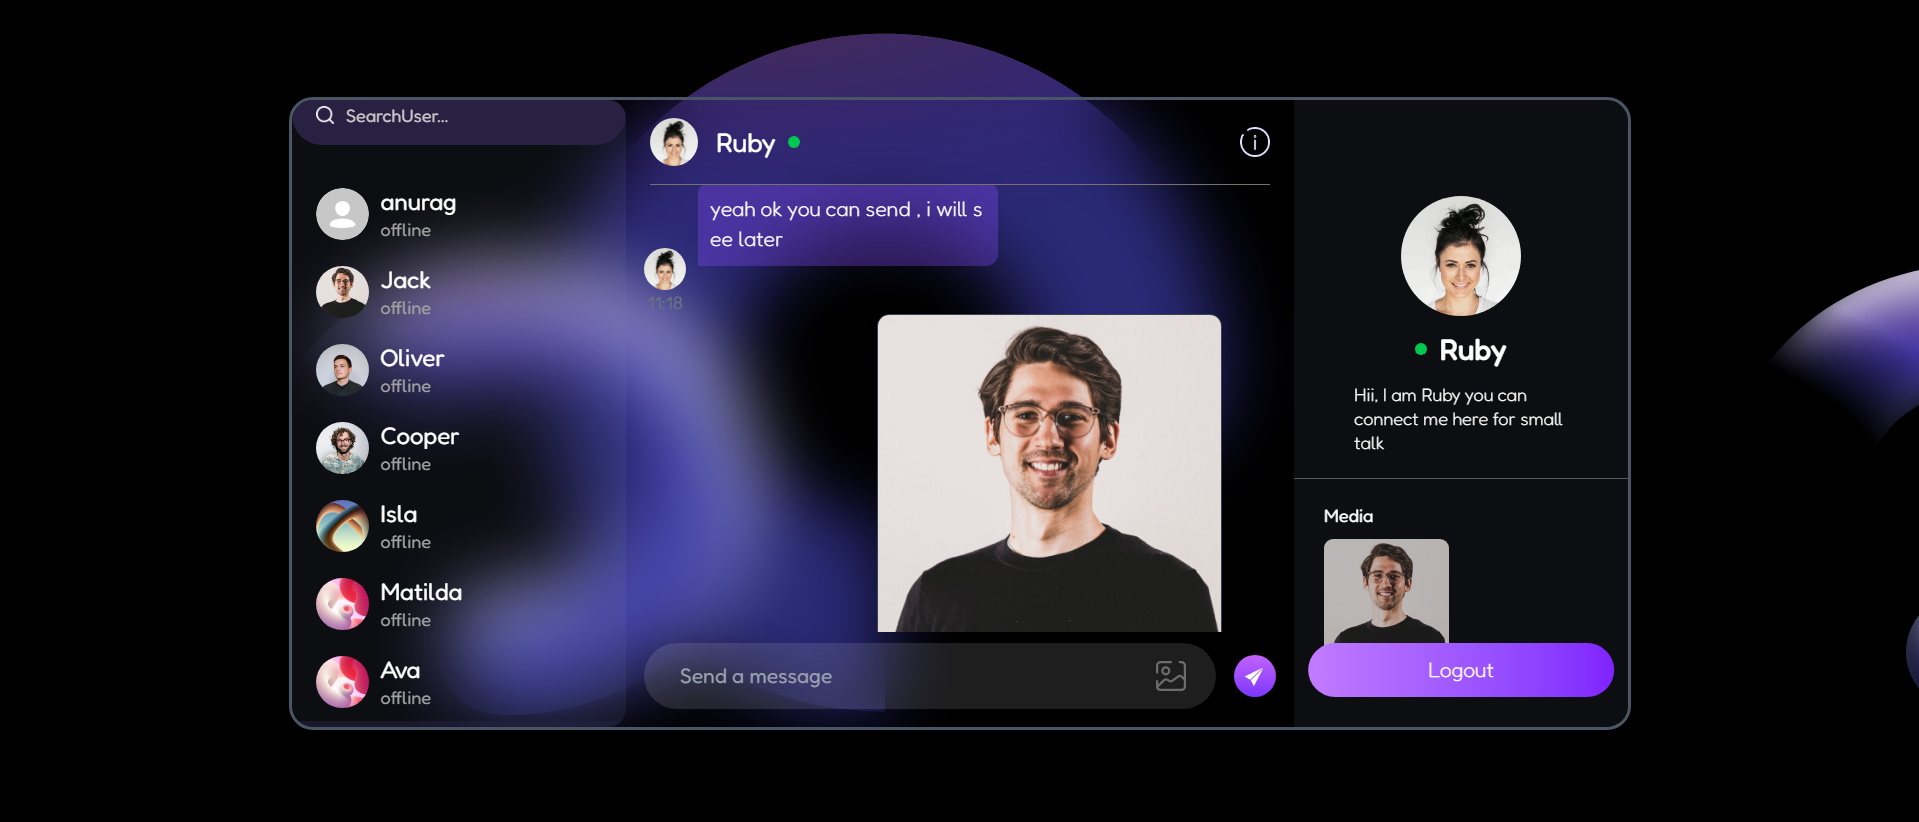 SearchUser...
anurag
offline
Jack
offline
Oliver
offline
Cooper
offline
Isla
offline
Matilda
offline
Ava
offline
Ruby
yeah ok you can send , i will s
ee later
11:18
Send a message
Ruby
Hii, I am Ruby you can
connect me here for small
talk
Media
Logout